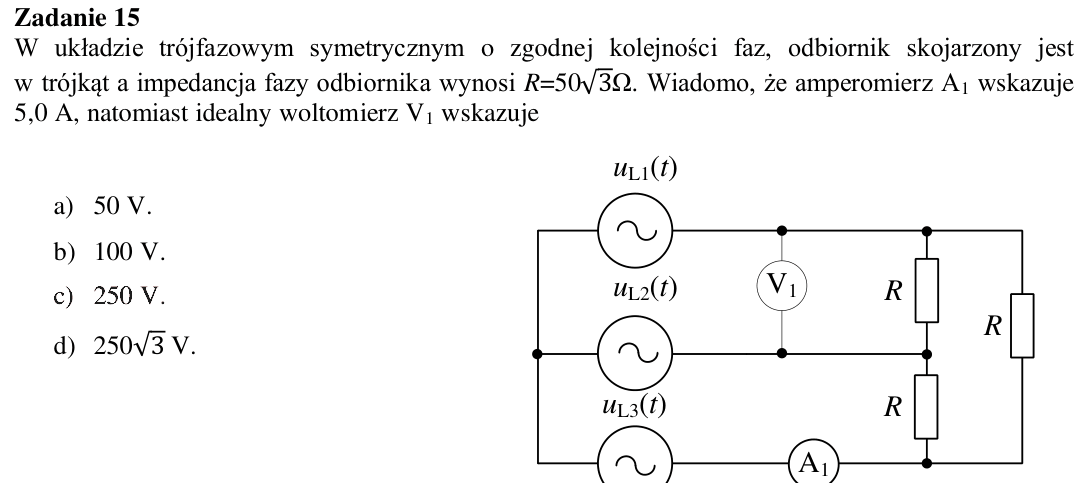 Zadanie 15
W układzie trójfazowym symetrycznym o zgodnej kolejności faz, odbiornik skojarzony jest
w trójkąt a impedancja fazy odbiornika wynosi R=50√3Ω. Wiadomo, że amperomierz A₁ wskazuje
5,0 A, natomiast idealny woltomierz V₁ wskazuje
a) 50 V.
b) 100 V.
c) 250 V.
d) 250√3 V.
uL1(t)
V₁
R
uL2(t)
R
uL3(t)
R
A₁